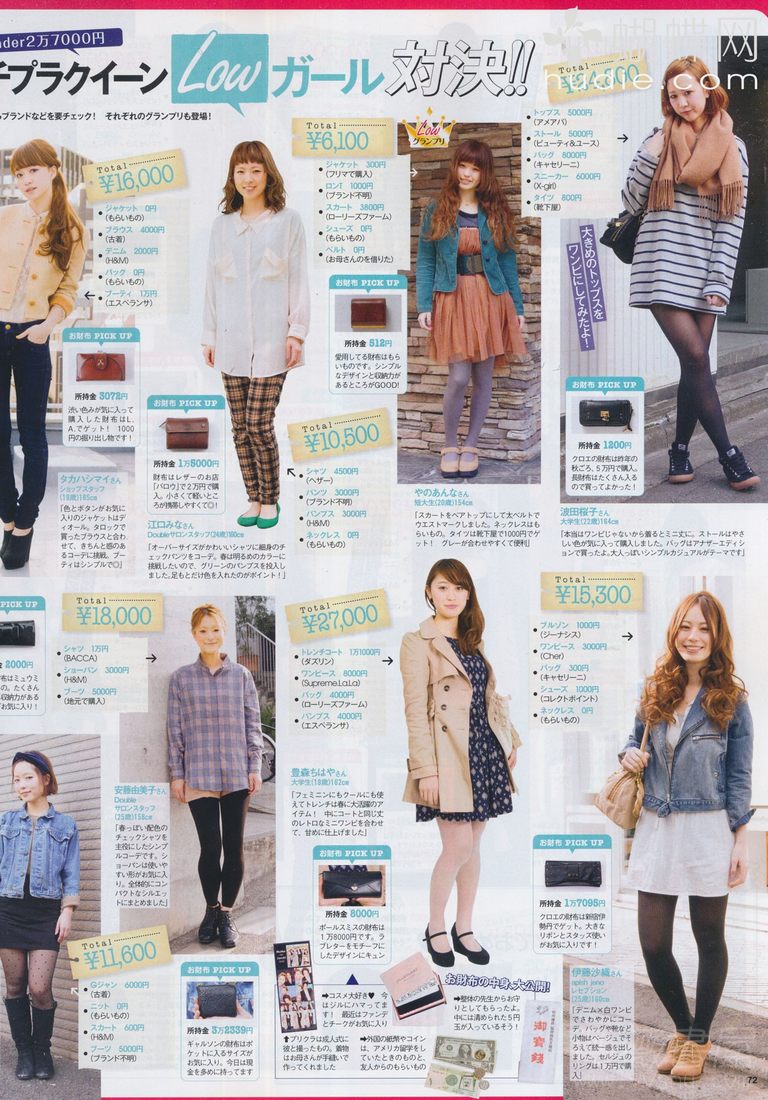 nder2万7000円
チプラクイーン Low ガール 対決!!
ブランドなどを要チェック! それぞれのグランプリも登場!
蝴蝶网
hudie.com
Total
¥16,000
ジャケット 0円
(もらいもの)
ブラウス 4000円
(古着)
デニム 2000円
(H&M)
バック 0円
(もらいもの)
ブーティ 1万円
(エスペランサ)
お財布 PICK UP
所持金 3072円
渋い色みが気に入って
購入した財布はL.
A.でゲット! 1000
円の掘り出し物です!
タカハシマイさん
ショップスタッフ
(19歳)165cm
「色とボタンがお気
に入りのジャケットはデ
ィオール。タロックで
買ったブラウスと合わ
せて、きちんと感のあ
るコーデに挑戦。ブー
ティはシンプルで◎」
お財布 PICK UP
所持金 1万5000円
財布はレザーのお店
「パロウ」で2万円で購
入。小さくて軽いとこ
ろが携帯しやすくて◎!
江口みなさん
Doubleサロンスタッフ(24歳)160cm
「オーバーサイズがかわいいシャツに細身のチ
ェックパンツをコーデ。春は明るめのカラーに
挑戦したいので、グリーンのパンプスを投入し
ました。足もとだけ色を入れたのがポイント!」
Total
¥10,500
シャツ 4500円
(ヘザー)
パンツ 3000円
(ブランド不明)
パンプス 3000円
(H&M)
ネックレス 0円
(もらいもの)
Total
¥6,100
ジャケット 300円
(フリマで購入)
ロンT 1000円
(ブランド不明)
スカート 3800円
(ローリーズファーム)
シューズ 0円
(もらいもの)
ベルト 0円
(お母さんのを借りた)
Low
グランプリ
お財布 PICK UP
所持金 512円
愛用してる財布はもら
いものです。シンプル
なデザインと収納力が
あるところがGOOD!
やのあんなさん
短大生(20歳)154cm
「スカートをベアトップにして太ベルトで
ウエストマークしました。ネックレスはも
らいもの。タイツは靴下屋で1000円でゲ
ット! グレーが合わせやすくて便利」
Total
トップス 5000円
(アメアパ)
ストール 5000円
(ビューティ&ユース)
バッグ 8000円
(キャセリーニ)
スニーカー 6000円
(X-girl)
タイツ 800円
(靴下屋)
大きめのトップスを
ワンピにしてみたよ!
お財布 PICK UP
所持金 1200円
クロエの財布は昨年の
秋ごろ、5万円で購入。
長財布はたくさん入る
ので買ってよかった!
波田桜子さん
大学生(22歳)164cm
「本当はワンピじゃないから着るとミニ丈に。ストールはやさ
しい色が気に入って購入しました。バッグはアナザーエディシ
ョンで買ったよ。大人っぽいシンプルカジュアルがテーマです」
PICK UP
2000円
Total
¥18,000
シャツ 1万円
(BACCA)
ショーパン 3000円
(H&M)
ブーツ 5000円
(地元で購入)
安藤由美子さん
Double
サロンスタッフ
(25歳)158cm
「春っぽい配色の
チェックシャツを
主役にしたシンプ
ルコーデです。シ
ョーパンは使いや
すい形がお気に入
り。全体的にコン
パクトなシルエッ
トにまとめました」
Total
¥27,000
トレンチコート 1万1000円
(ダズリン)
ワンピース 8000円
(Supreme.La.La)
バッグ 4000円
(ローリーズファーム)
パンプス 4000円
(エスペランサ)
豊森ちはやさん
大学生(18歳)162cm
「フェミニンにもクールにも使
えてトレンチは春に大活躍のア
イテム! 中にコートと同じ丈
のレトロなミニワンピを合わせ
て、甘めに仕上げました」
お財布 PICK UP
所持金 8000円
ポールスミスの財布は
1万8000円です。ラ
ブレターをモチーフに
したデザインにキュン
Total
¥15,300
ブルゾン 1000円
(ジーナシス)
ワンピース 3000円
(Cher)
バッグ 300円
(キャセリーニ)
シューズ 1000円
(コレクトポイント)
ネックレス 0円
(もらいもの)
お財布 PICK UP
所持金 1万7095円
クロエの財布は新宿伊
勢丹でゲット。大きな
リボンとスタッズ使い
がお気に入りです!
伊藤沙織さん
apish jeno
レセプション
(25歳)160cm
「デニム×白ワンピ
でさわやかにコー
デ。バッグや靴など
小物はベージュでそ
ろえて統一感を出し
ました。セルジュの
リングは1万円で購
入」
Total
¥11,600
Gジャン 6000円
(古着)
ニット 0円
(もらいもの)
スカート 600円
(H&M)
ブーツ 5000円
(ブランド不明)
お財布 PICK UP
所持金 3万2339円
ギャルソンの財布はポ
ケットに入るサイズが
お気に入り。今日は現
金を多めに持ってます
お財布の中身、大公開!
➡コスメ大好き♥ 今
はジルにハマってま
す! 最近はファンデ
とチークがお気に入り
➡整体の先生からお守
りとしてもらったよ。
中には清められた5円
玉が入っているそう!
⬆プリクラは成人式に
彼と撮ったもの。着物
はお母さんが手縫いで
作ってくれました
➡外国の紙幣やコイン
は、アメリカ留学をし
ていたときのものと、
友人からのもらいもの
御寶錢
72